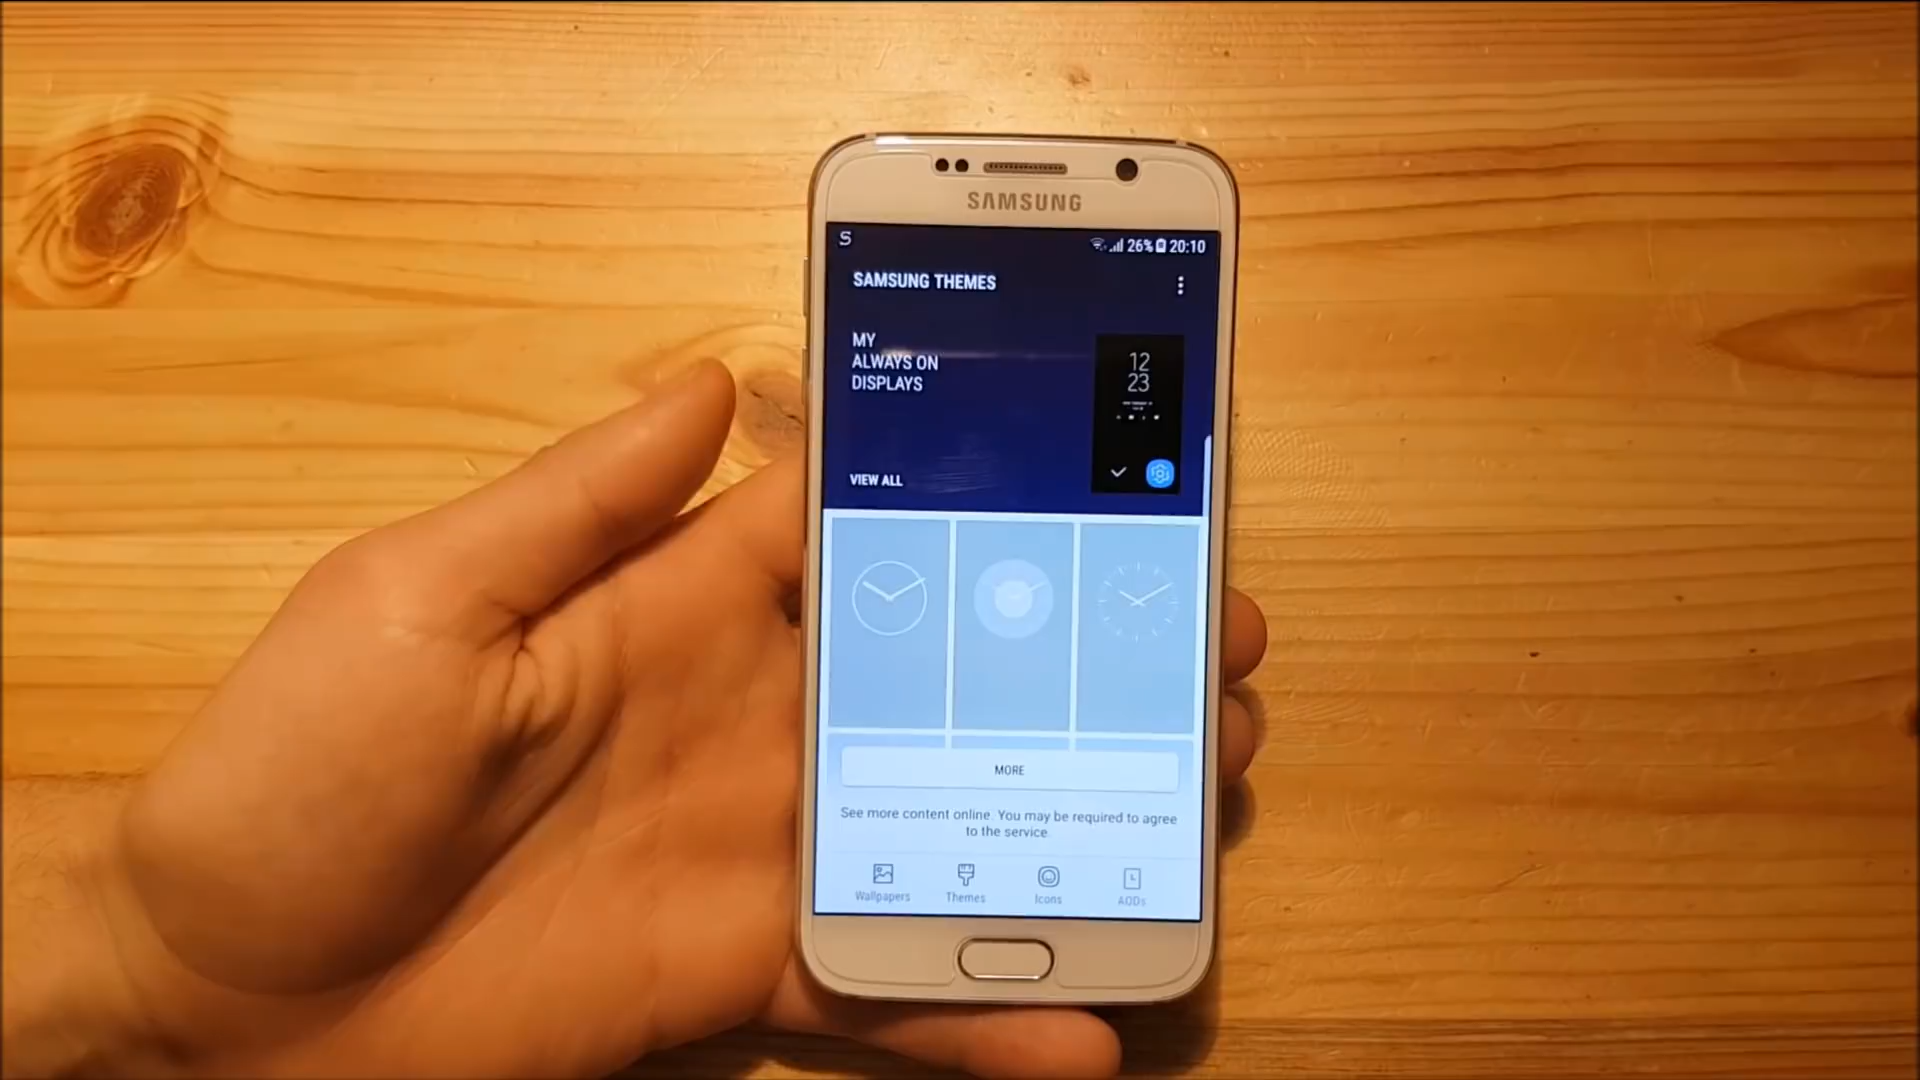 SAMSUNG
S
26% 20:10
SAMSUNG THEMES
MY
ALWAYS ON
DISPLAYS
12
23
VIEW ALL
MORE
See more content online. You may be required to agree
to the service.
Wallpapers Themes Icons AODs